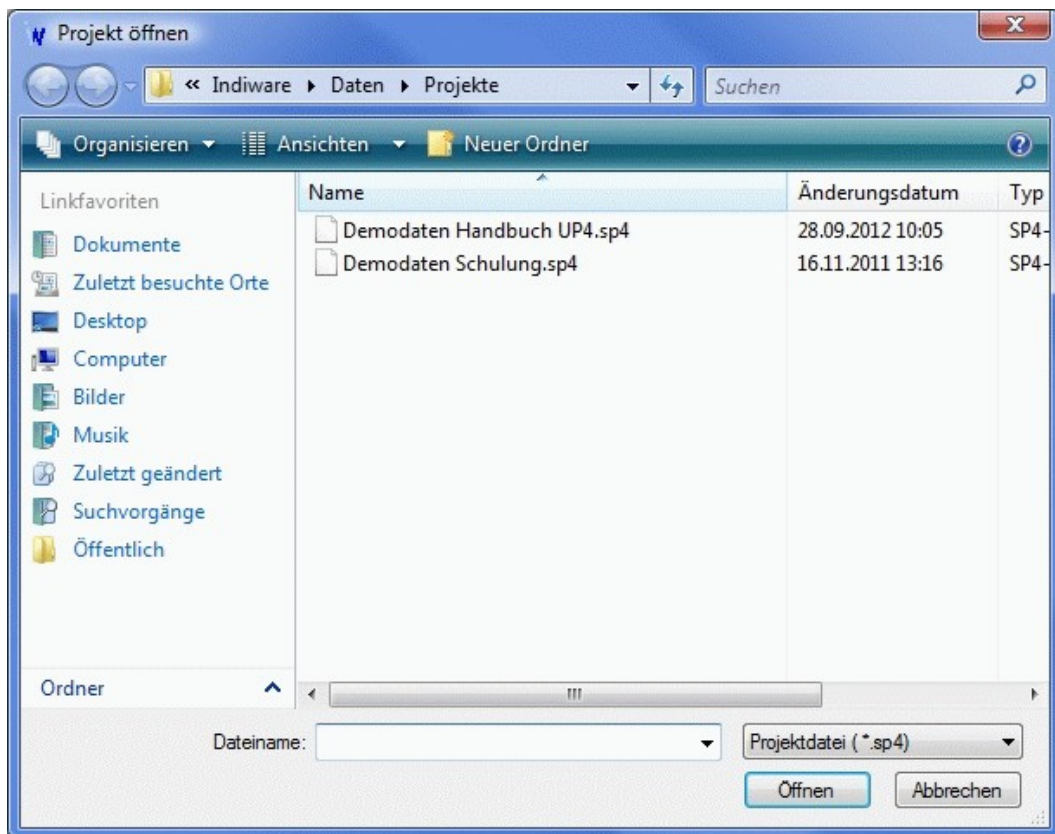 Projekt öffnen
« Indiware Daten Projekte
Suchen
Organisieren Ansichten Neuer Ordner
Linkfavoriten
Dokumente
Zuletzt besuchte Orte
Desktop
Computer
Bilder
Musik
Zuletzt geändert
Suchvorgänge
Öffentlich
Ordner
Name Änderungsdatum Typ
Demodaten Handbuch UP4.sp4 28.09.2012 10:05 SP4-
Demodaten Schulung.sp4 16.11.2011 13:16 SP4-
Dateiname: Projektdatei ( *.sp4)
Öffnen Abbrechen